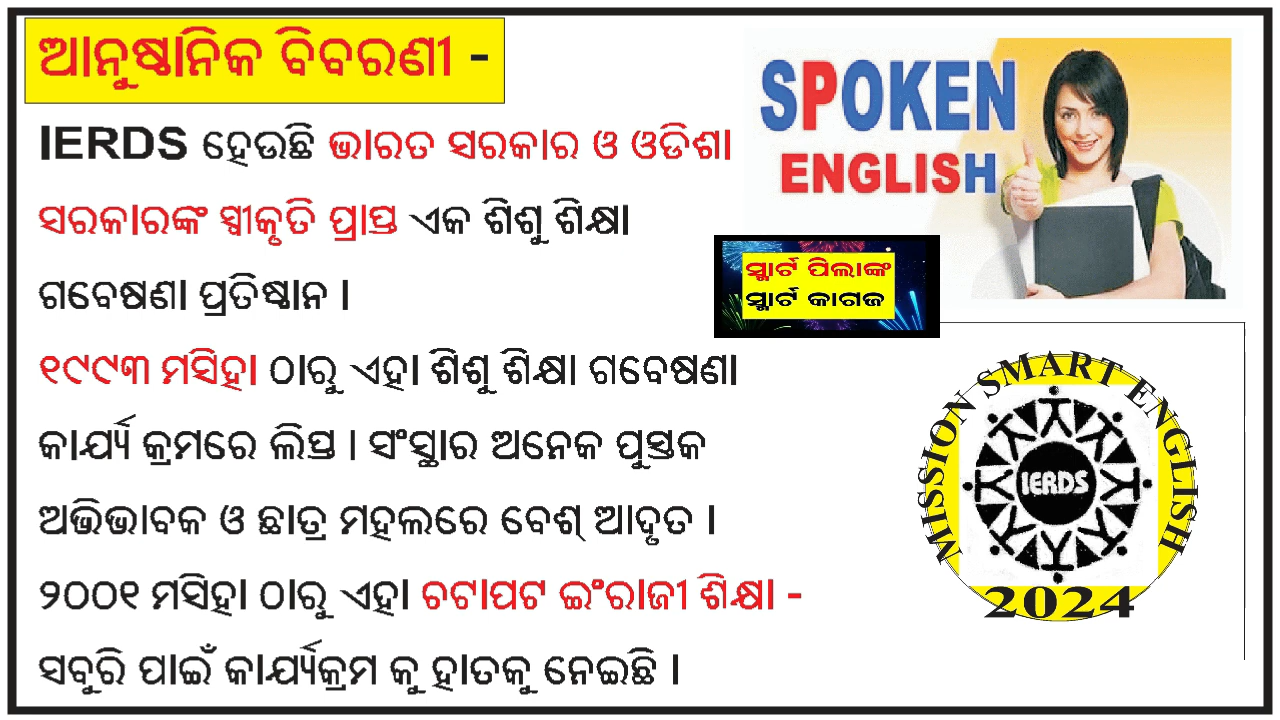 ଆନୁଷ୍ଠାନିକ ବିବରଣୀ -
IERDS ହେଉଛି ଭାରତ ସରକାର ଓ ଓଡିଶା
ସରକାରଙ୍କ ସ୍ୱୀକୃତି ପ୍ରାପ୍ତ ଏକ ଶିଶୁ ଶିକ୍ଷା
ଗବେଷଣା ପ୍ରତିଷ୍ଠାନ ।
୧୯୯୩ ମସିହା ଠାରୁ ଏହା ଶିଶୁ ଶିକ୍ଷା ଗବେଷଣା
କାର୍ଯ୍ୟ କ୍ରମରେ ଲିପ୍ତ । ସଂସ୍ଥାର ଅନେକ ପୁସ୍ତକ
ଅଭିଭାବକ ଓ ଛାତ୍ର ମହଲରେ ବେଶ୍ ଆଦୃତ ।
୨୦୦୧ ମସିହା ଠାରୁ ଏହା ଚଟାପଟ ଇଂରାଜୀ ଶିକ୍ଷା -
ସବୁରି ପାଇଁ କାର୍ଯ୍ୟକ୍ରମ କୁ ହାତକୁ ନେଇଛି ।
SPOKEN
ENGLISH
ସ୍ମାର୍ଟ ପିଲାଙ୍କ
ସ୍ମାର୍ଟ କାଗଜ
MISSION SMART ENGLISH
IERDS
2024